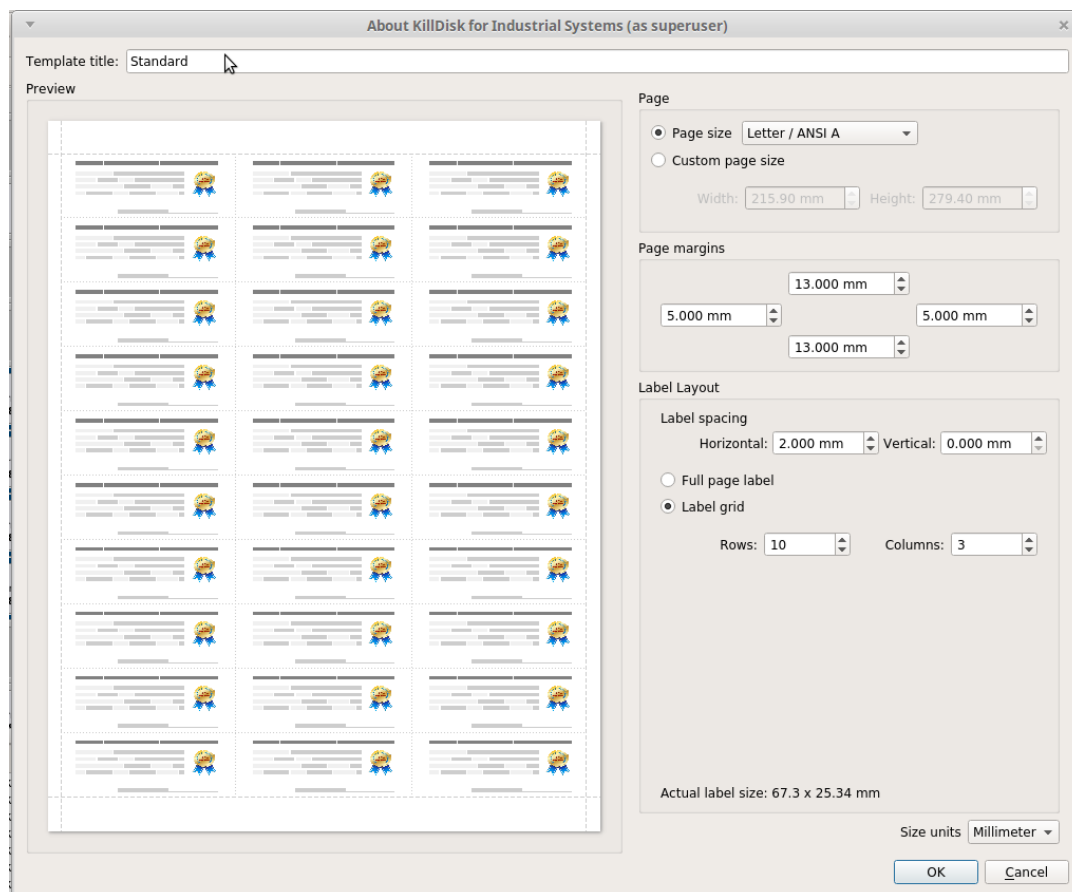 About KillDisk for Industrial Systems (as superuser)
Template title: Standard
Preview
Page
Page size Letter / ANSI A
Custom page size
Width: 215.90 mm Height: 279.40 mm
Page margins
13.000 mm
5.000 mm 5.000 mm
13.000 mm
Label Layout
Label spacing
Horizontal: 2.000 mm Vertical: 0.000 mm
Full page label
Label grid
Rows: 10 Columns: 3
Actual label size: 67.3 x 25.34 mm
Size units Millimeter
OK Cancel